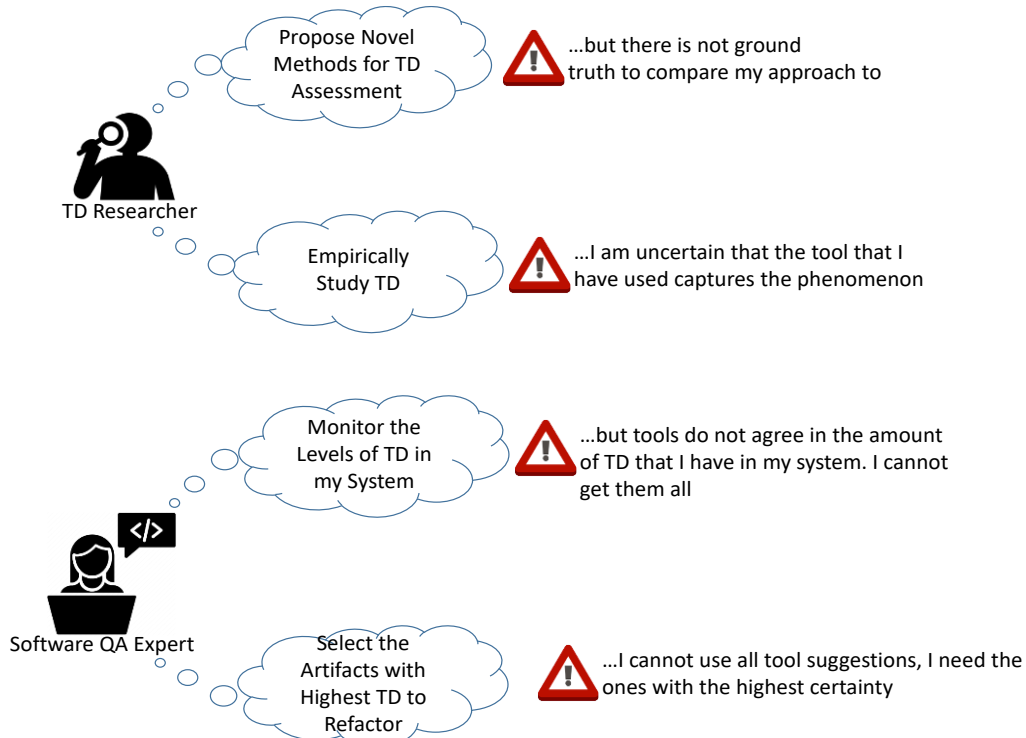 Propose Novel
Methods for TD
Assessment
...but there is not ground
truth to compare my approach to
TD Researcher
Empirically
Study TD
...I am uncertain that the tool that I
have used captures the phenomenon
Monitor the
Levels of TD in
my System
...but tools do not agree in the amount
of TD that I have in my system. I cannot
get them all
</>
Software QA Expert
Select the
Artifacts with
Highest TD to
Refactor
...I cannot use all tool suggestions, I need the
ones with the highest certainty